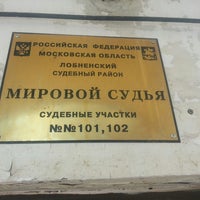 РОССИЙСКАЯ ФЕДЕРАЦИЯ
МОСКОВСКАЯ ОБЛАСТЬ
ЛОБНЕНСКИЙ
СУДЕБНЫЙ РАЙОН
МИРОВОЙ СУДЬЯ
СУДЕБНЫЕ УЧАСТКИ
№№101,102